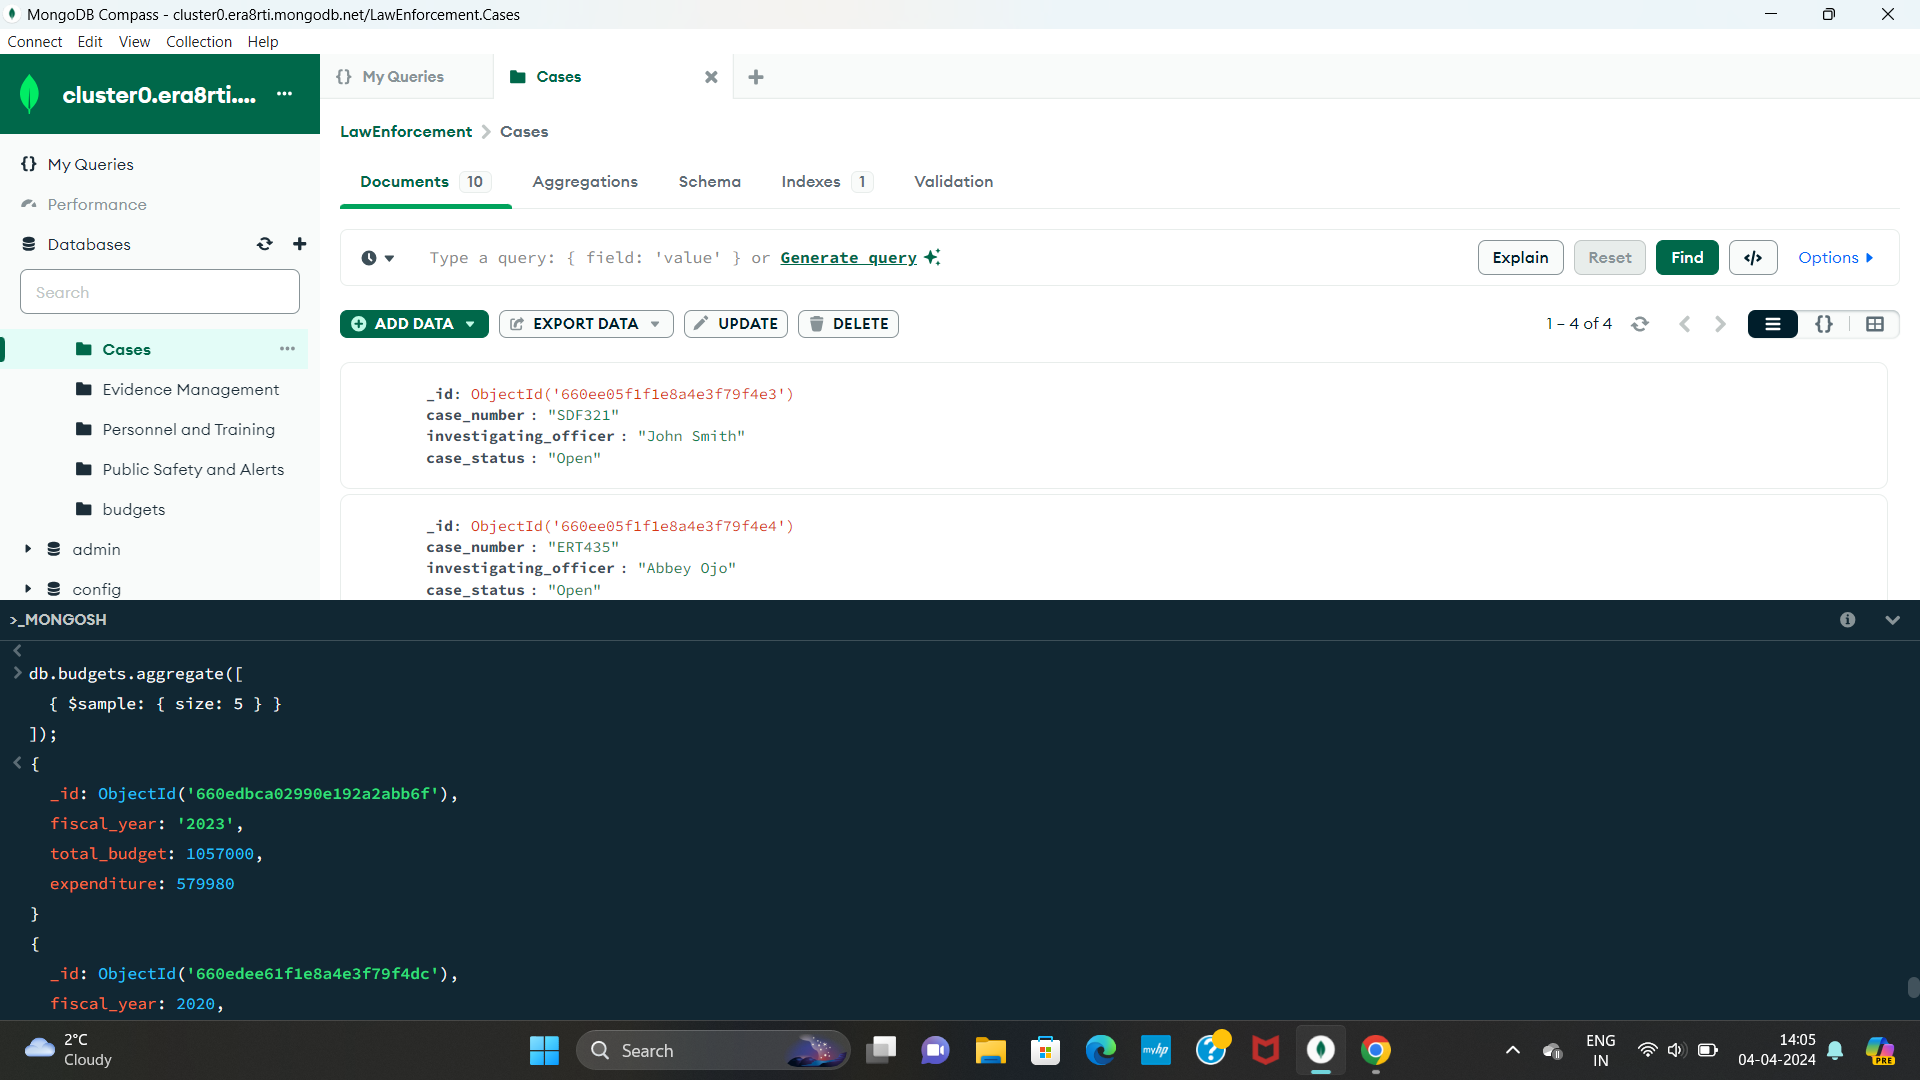 MongoDB Compass - cluster0.era8rti.mongodb.net/LawEnforcement.Cases
Connect Edit View Collection Help
cluster0.era8rti.... ...
{} My Queries
Performance
Databases
Search
Cases ...
Evidence Management
Personnel and Training
Public Safety and Alerts
budgets
admin
config
{} My Queries
Cases
LawEnforcement > Cases
Documents 10 Aggregations Schema Indexes 1 Validation
Type a query: { field: 'value' } or Generate query
Explain Reset Find </> Options
ADD DATA EXPORT DATA UPDATE DELETE
1 – 4 of 4 {}
_id: ObjectId('660ee05f1f1e8a4e3f79f4e3')
case_number : "SDF321"
investigating_officer : "John Smith"
case_status : "Open"
_id: ObjectId('660ee05f1f1e8a4e3f79f4e4')
case_number : "ERT435"
investigating_officer : "Abbey Ojo"
case_status : "Open"
>_MONGOSH
<
> db.budgets.aggregate([
{ $sample: { size: 5 } }
]);
< {
_id: ObjectId('660edbca02990e192a2abb6f'),
fiscal_year: '2023',
total_budget: 1057000,
expenditure: 579980
}
{
_id: ObjectId('660edee61f1e8a4e3f79f4dc'),
fiscal_year: 2020,
2°C
Cloudy
Search
myhp
ENG
IN
14:05
04-04-2024
PRE